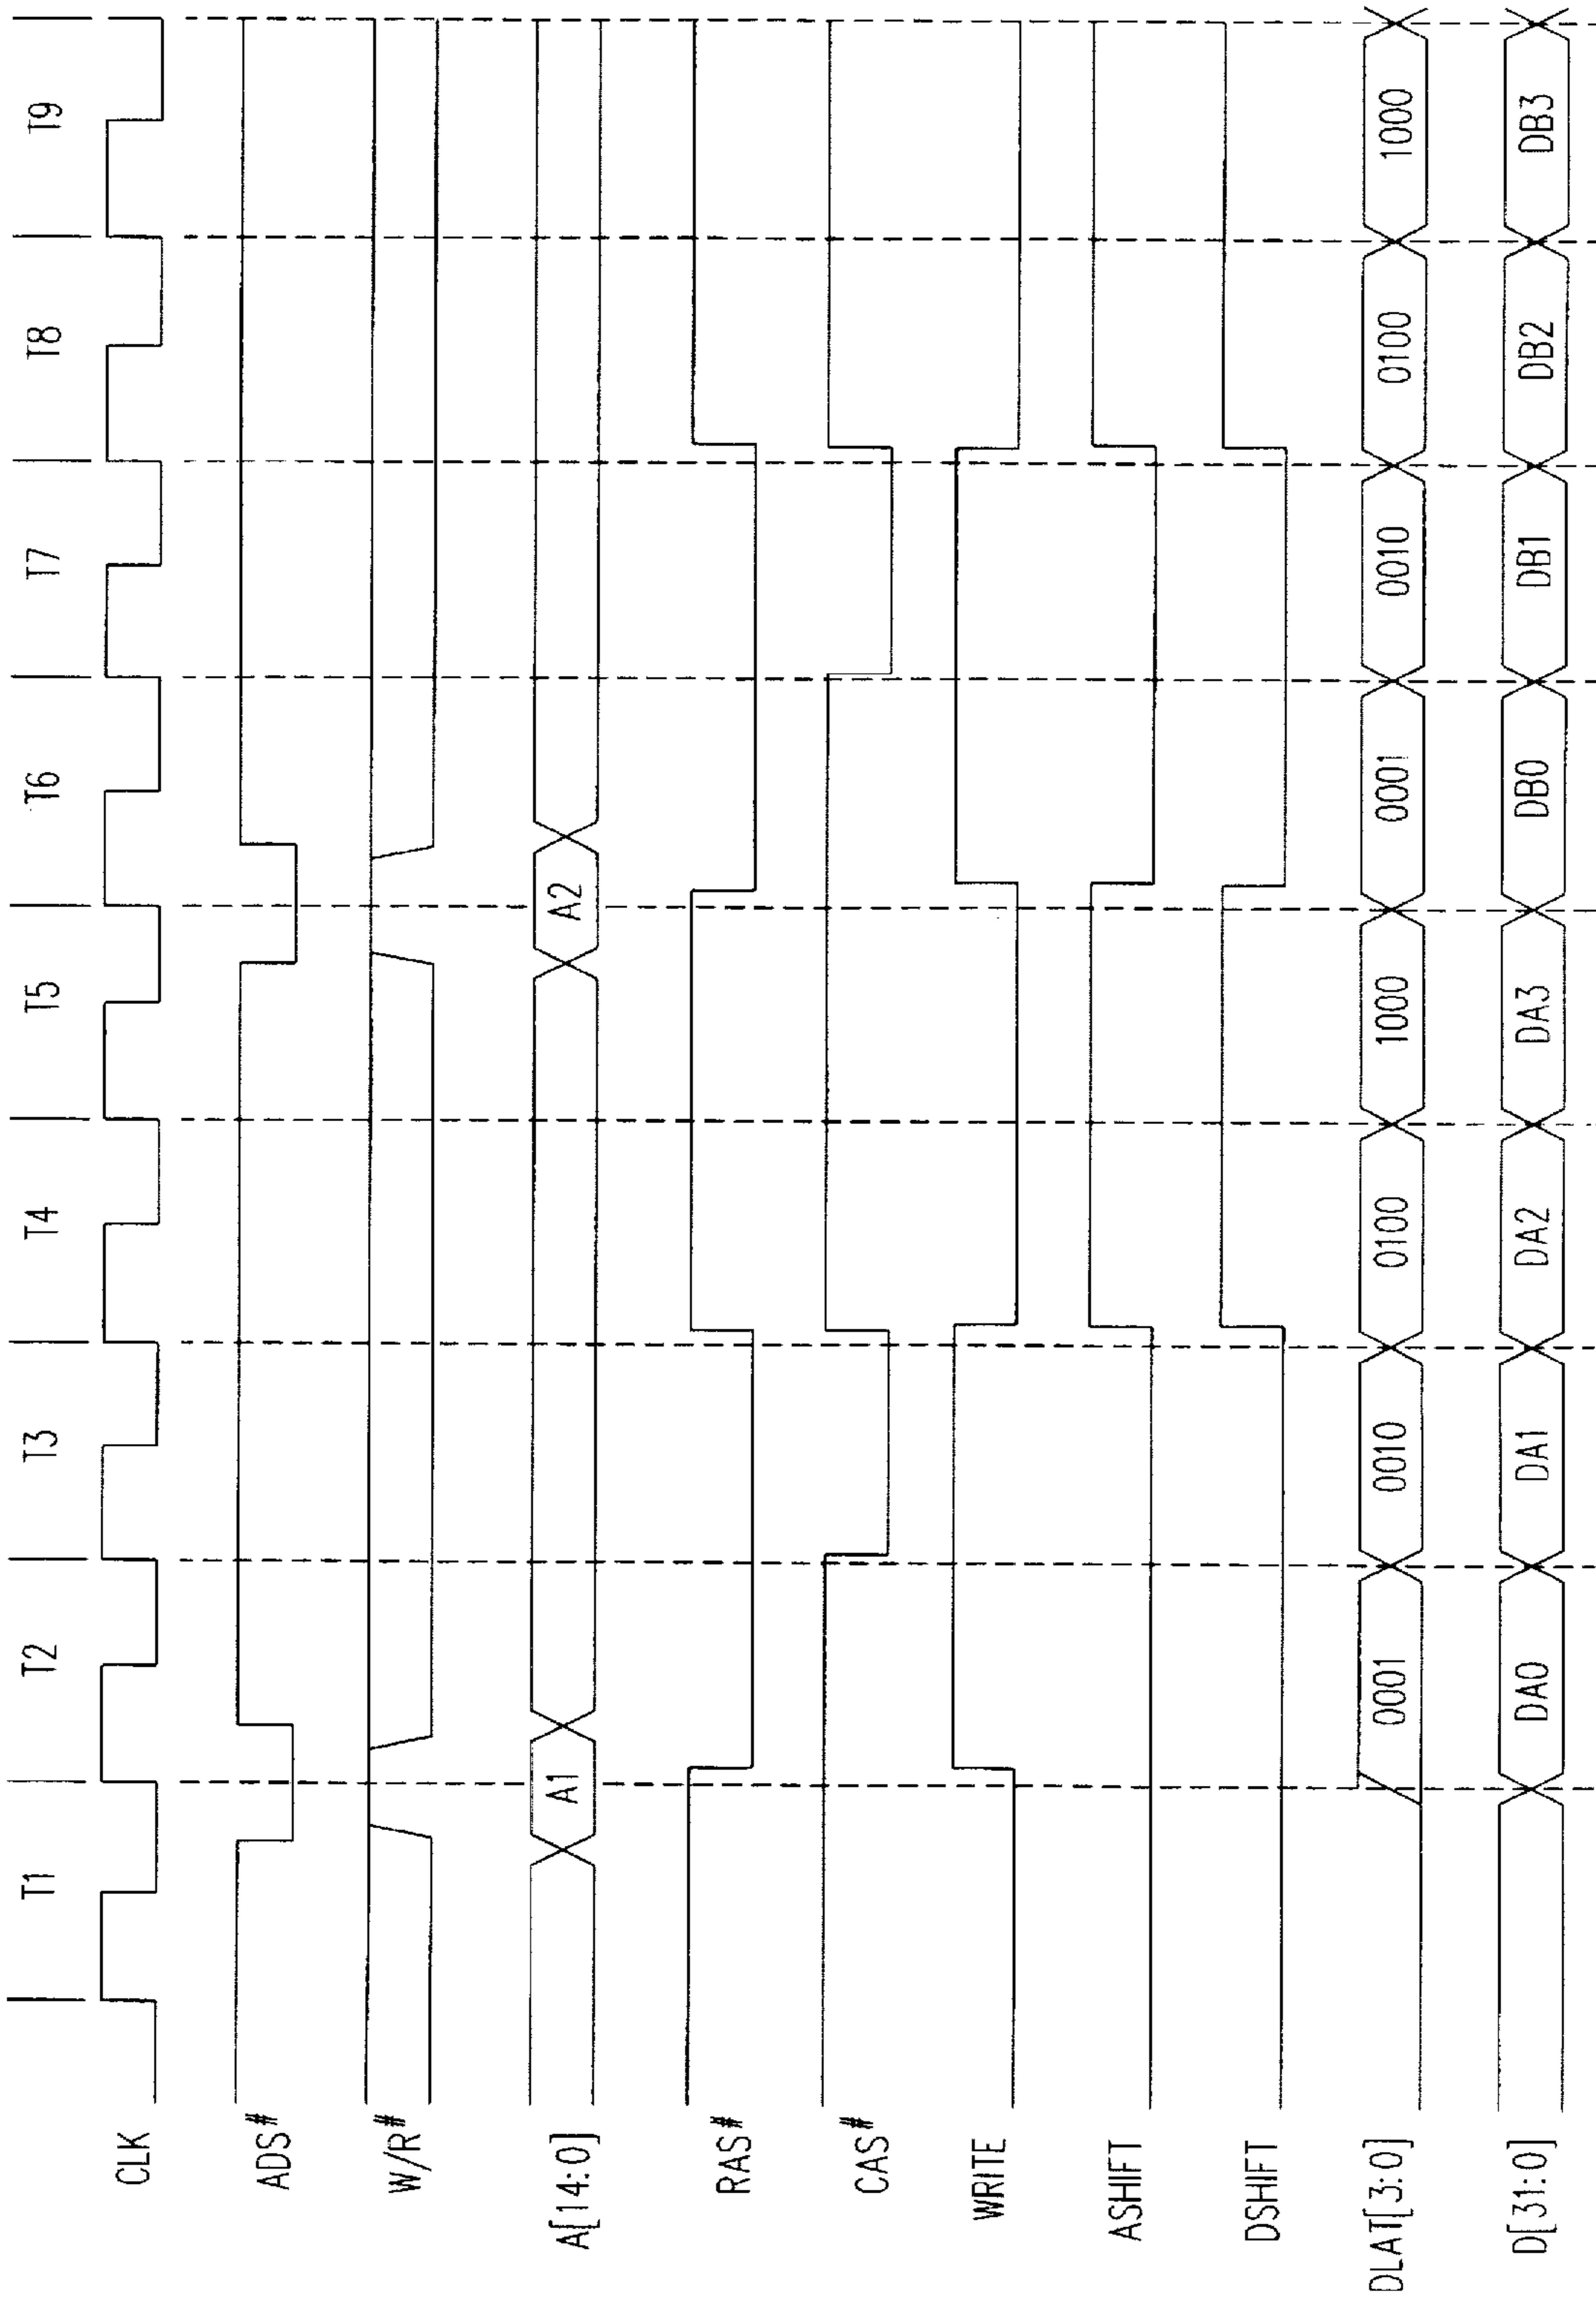 T1 T2 T3 T4 T5 T6 T7 T8 T9
CLK
ADS#
W/R#
A[14:0] A1 A2
RAS#
CAS#
WRITE
ASHIFT
DSHIFT
DLAT[3:0] 0001 0010 0100 1000 0001 0010 0100 1000
D[31:0] DA0 DA1 DA2 DA3 DB0 DB1 DB2 DB3